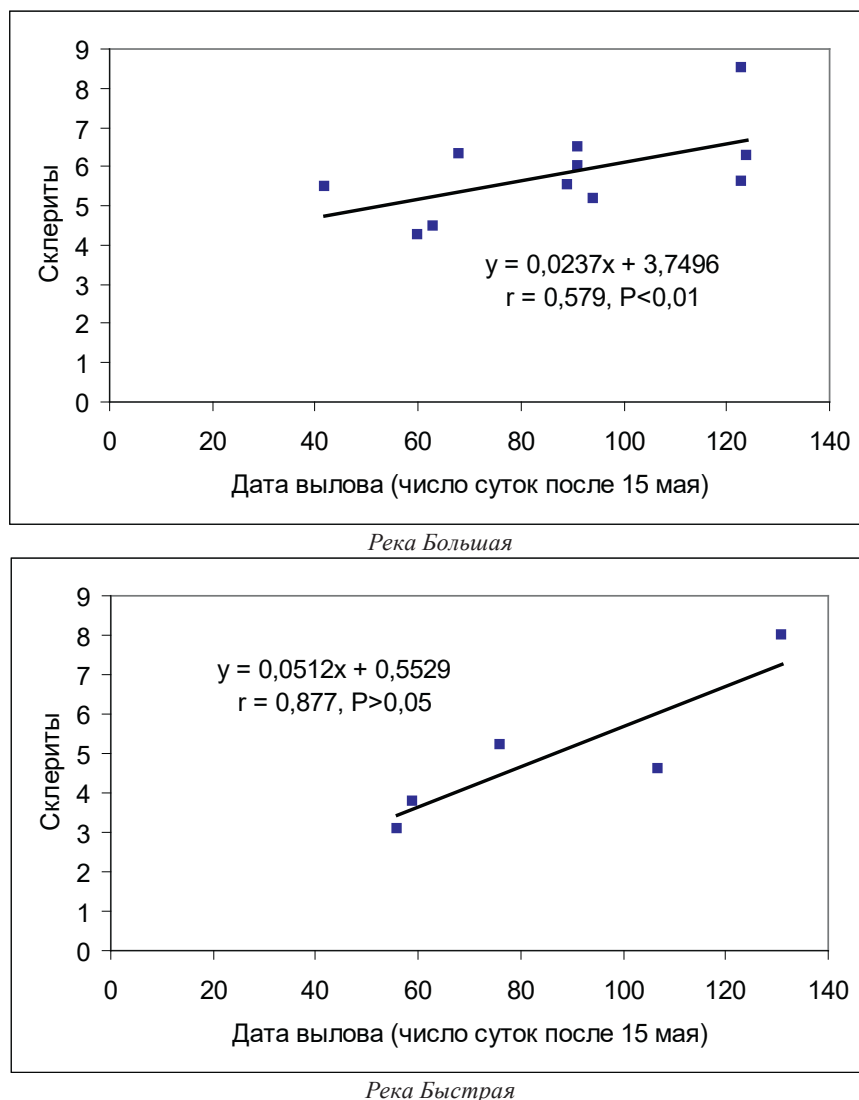 9
8
7
6
5
4
3
2
1
0
Склериты
y = 0,0237x + 3,7496
r = 0,579, P<0,01
0 20 40 60 80 100 120 140
Дата вылова (число суток после 15 мая)
Река Большая
9
8
7
6
5
4
3
2
1
0
Склериты
y = 0,0512x + 0,5529
r = 0,877, P>0,05
0 20 40 60 80 100 120 140
Дата вылова (число суток после 15 мая)
Река Быстрая